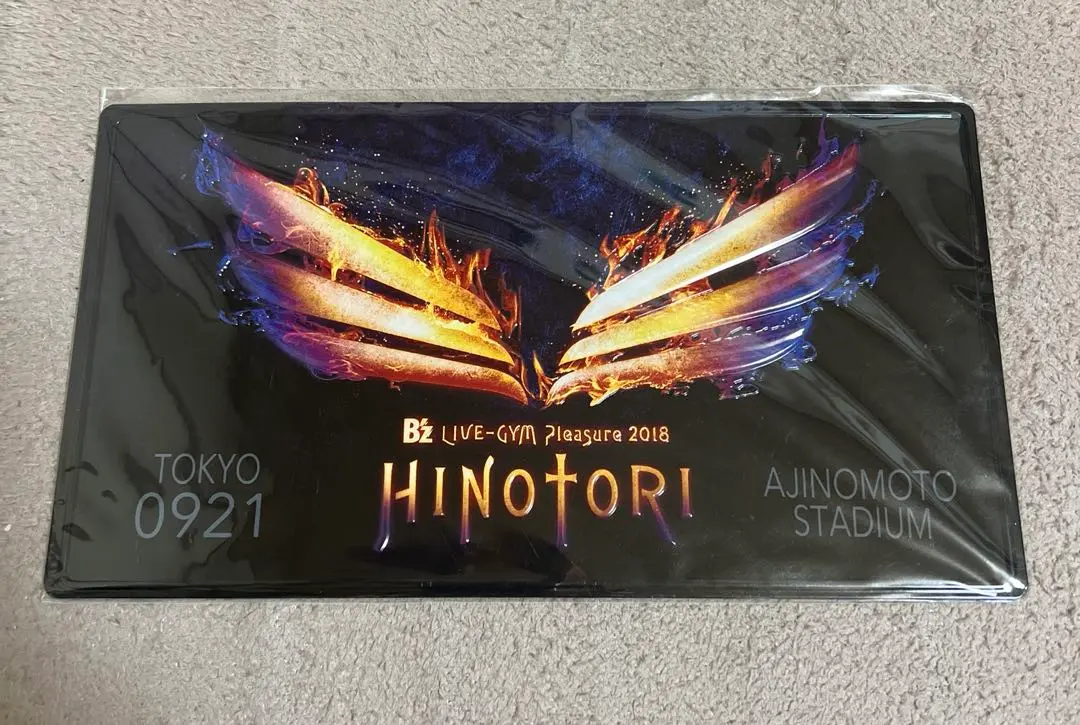 B'z LIVE-GYM Pleasure 2018
HINOTORI
TOKYO
0921
AJINOMOTO
STADIUM